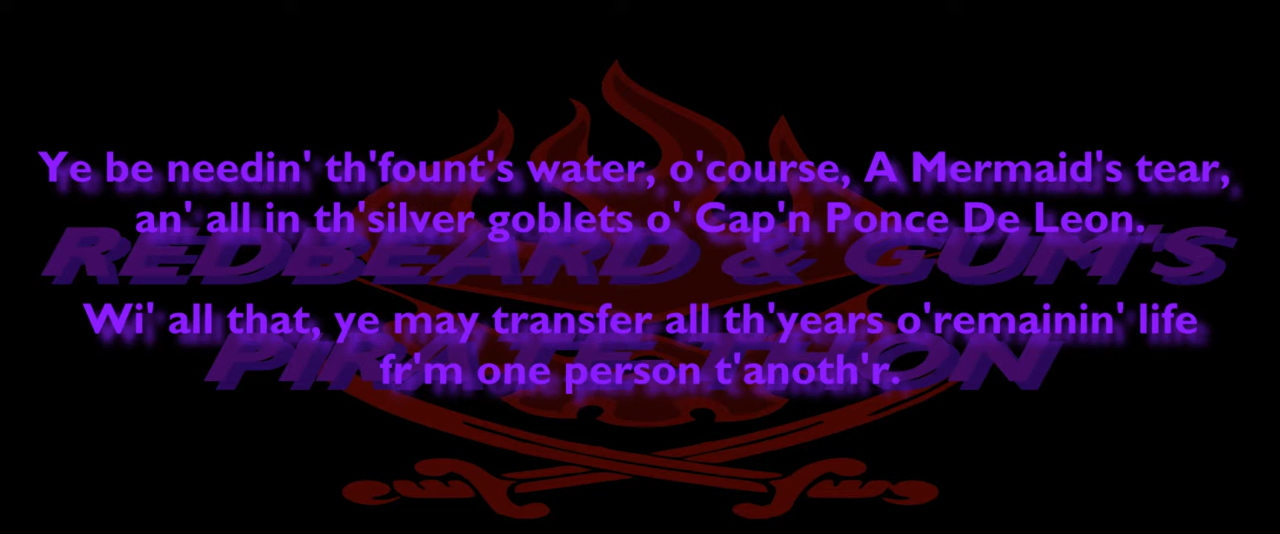 Ye be needin' th'fount's water, o'course, A Mermaid's tear,
an' all in th'silver goblets o' Cap'n Ponce De Leon.
REDBEARD & GUM'S
Wi' all that, ye may transfer all th'years o'remainin' life
PIRATE-THON
fr'm one person t'anoth'r.